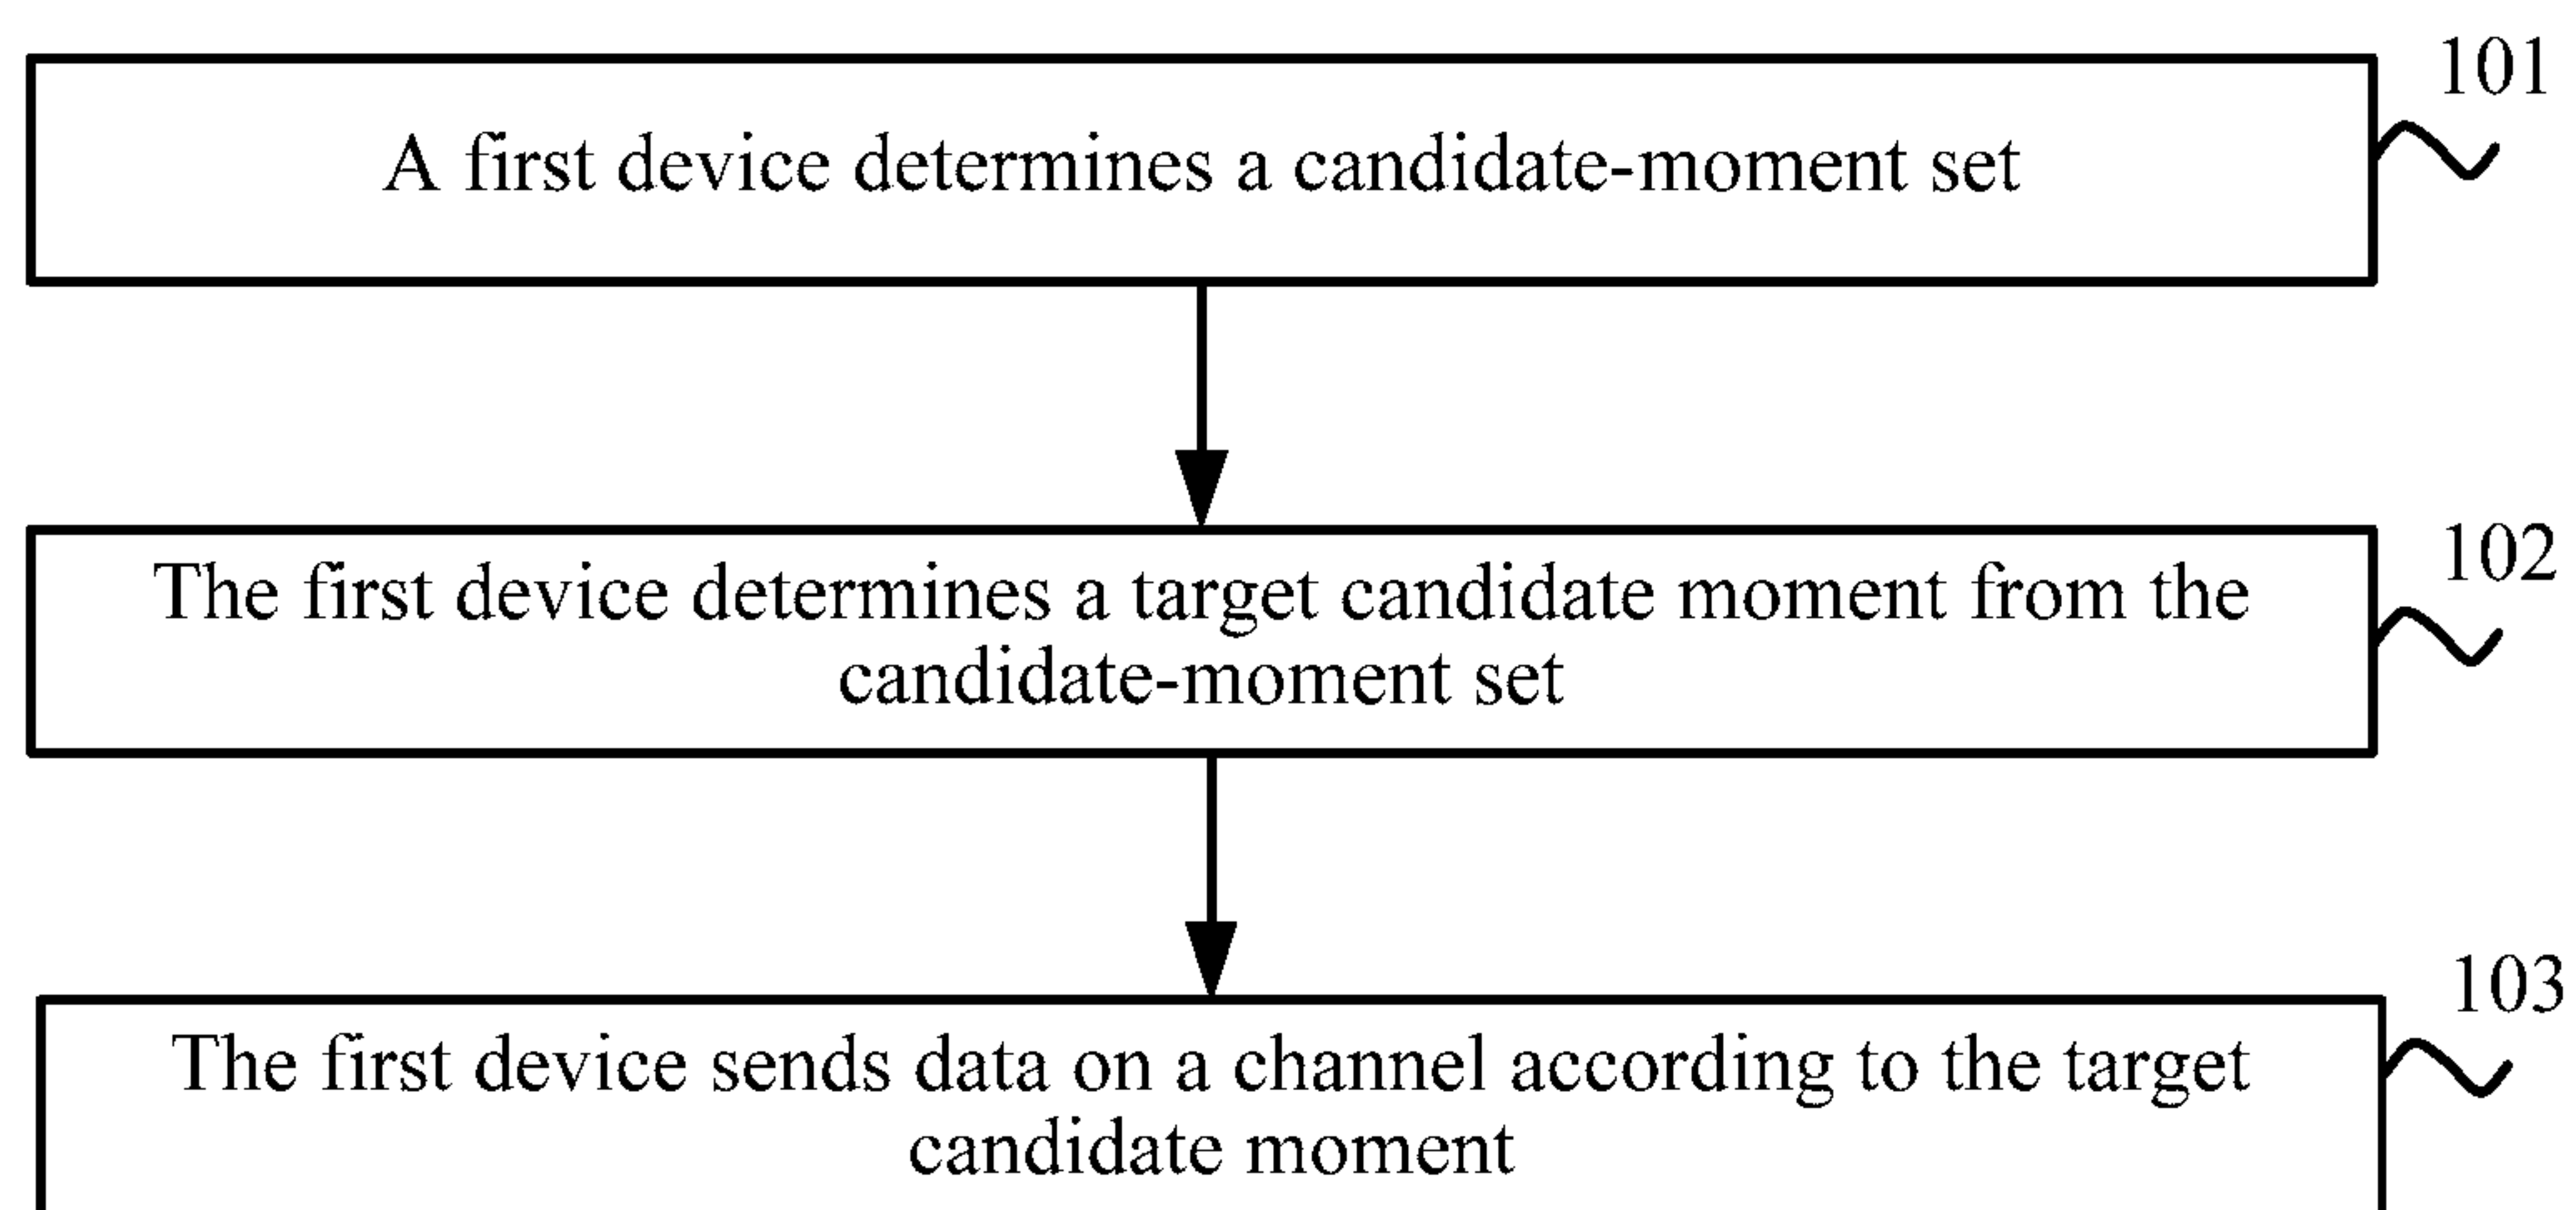 101
A first device determines a candidate-moment set
102
The first device determines a target candidate moment from the
candidate-moment set
103
The first device sends data on a channel according to the target
candidate moment